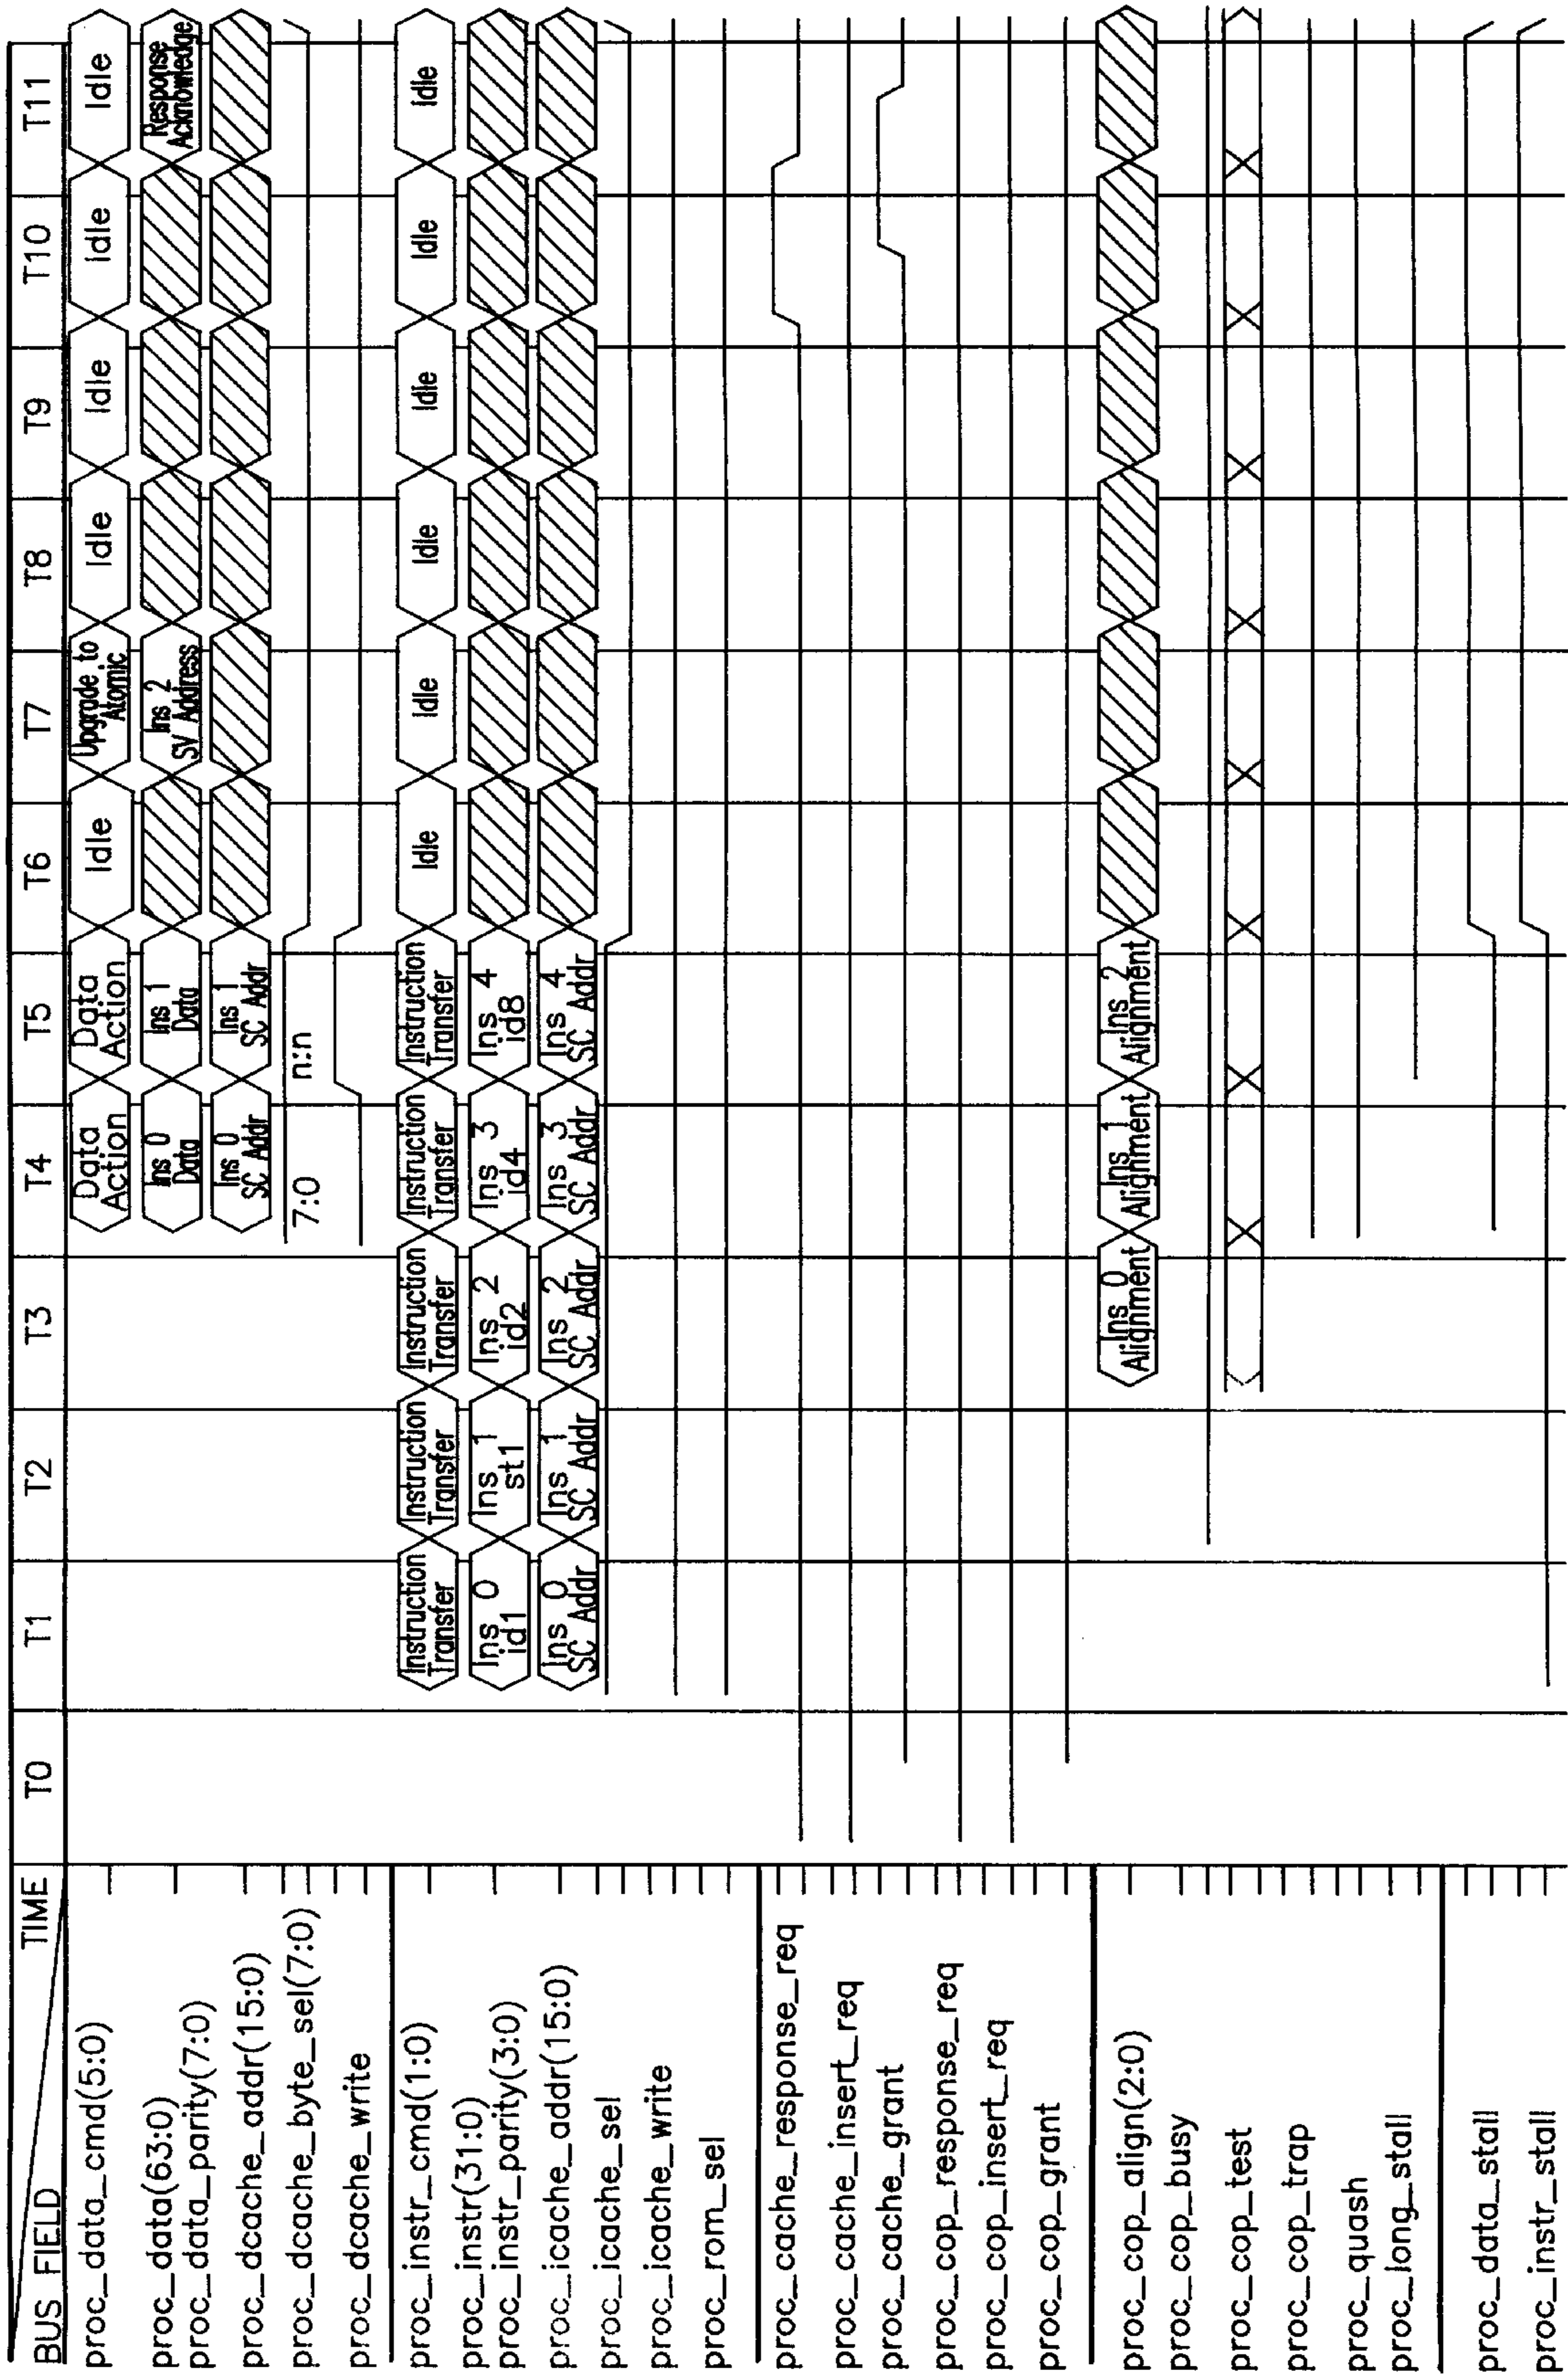 BUS FIELD TIME T0 T1 T2 T3 T4 T5 T6 T7 T8 T9 T10 T11
proc_data_cmd(5:0) Data Action Data Action Idle Upgrade to Atomic Idle Idle Idle Idle
proc_data(63:0) Ins 0 Data Ins 1 Data Ins 2 SV Address Response Acknowledge
proc_data_parity(7:0)
proc_dcache_addr(15:0) Ins 0 SC Addr Ins 1 SC Addr
proc_dcache_byte_sel(7:0) 7:0 n:n
proc_dcache_write
proc_instr_cmd(1:0) Instruction Transfer Instruction Transfer Instruction Transfer Instruction Transfer Instruction Transfer Idle Idle Idle Idle Idle Idle
proc_instr(31:0) Ins 0 id1 Ins 1 st1 Ins 2 id2 Ins 3 id4 Ins 4 id8
proc_instr_parity(3:0)
proc_icache_addr(15:0) Ins 0 SC Addr Ins 1 SC Addr Ins 2 SC Addr Ins 3 SC Addr Ins 4 SC Addr
proc_icache_sel
proc_icache_write
proc_rom_sel
proc_cache_response_req
proc_cache_insert_req
proc_cache_grant
proc_cop_response_req
proc_cop_insert_req
proc_cop_grant
proc_cop_align(2:0) Ins 0 Alignment Ins 1 Alignment Ins 2 Alignment
proc_cop_busy
proc_cop_test
proc_cop_trap
proc_quash
proc_long_stall
proc_data_stall
proc_instr_stall